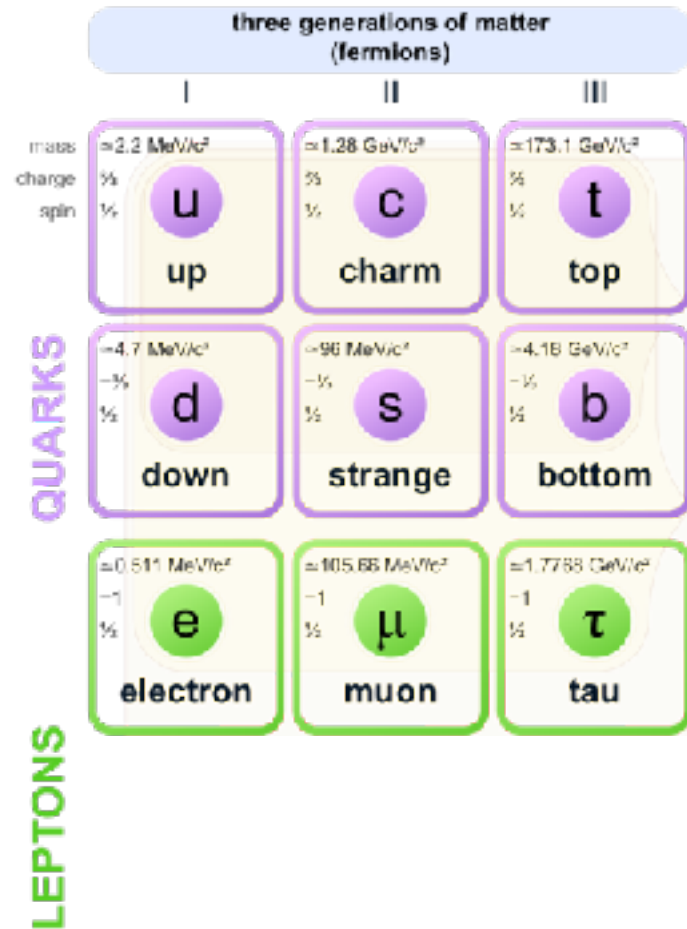 three generations of matter
(fermions)
I II III
mass ≃2.2 MeV/c² ≃1.28 GeV/c² ≃173.1 GeV/c²
charge ⅔ ⅔ ⅔
spin ½ ½ ½
u c t
up charm top
QUARKS
≃4.7 MeV/c² ≃96 MeV/c² ≃4.18 GeV/c²
−⅓ −⅓ −⅓
½ ½ ½
d s b
down strange bottom
≃0.511 MeV/c² ≃105.66 MeV/c² ≃1.7768 GeV/c²
−1 −1 −1
½ ½ ½
e μ τ
electron muon tau
LEPTONS